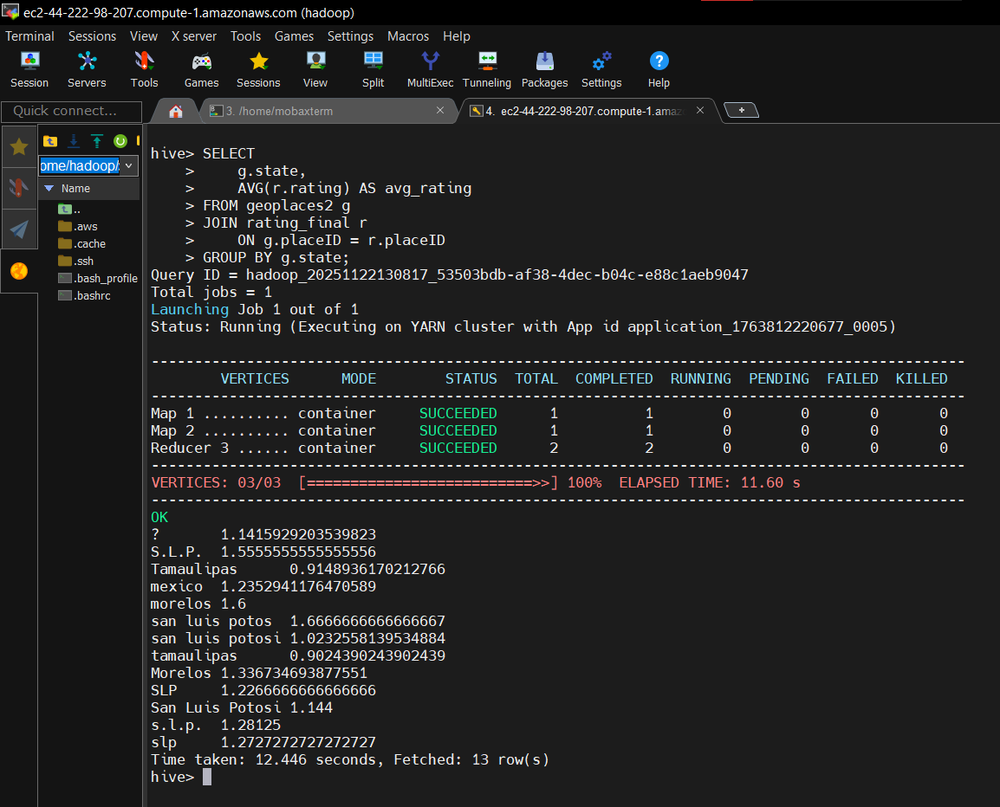 ec2-44-222-98-207.compute-1.amazonaws.com (hadoop)
Terminal Sessions View X server Tools Games Settings Macros Help
Session Servers Tools Games Sessions View Split MultiExec Tunneling Packages Settings Help
Quick connect...
3. /home/mobaxterm
4. ec2-44-222-98-207.compute-1.amaz
ome/hadoop/
Name
..
.aws
.cache
.ssh
.bash_profile
.bashrc
hive> SELECT
    >     g.state,
    >     AVG(r.rating) AS avg_rating
    > FROM geoplaces2 g
    > JOIN rating_final r
    >     ON g.placeID = r.placeID
    > GROUP BY g.state;
Query ID = hadoop_20251122130817_53503bdb-af38-4dec-b04c-e88c1aeb9047
Total jobs = 1
Launching Job 1 out of 1
Status: Running (Executing on YARN cluster with App id application_1763812220677_0005)
----------------------------------------------------------------------------------------------
        VERTICES      MODE        STATUS  TOTAL  COMPLETED  RUNNING  PENDING  FAILED  KILLED
----------------------------------------------------------------------------------------------
Map 1 .......... container     SUCCEEDED      1          1        0        0       0       0
Map 2 .......... container     SUCCEEDED      1          1        0        0       0       0
Reducer 3 ...... container     SUCCEEDED      2          2        0        0       0       0
----------------------------------------------------------------------------------------------
VERTICES: 03/03  [==========================>>] 100%  ELAPSED TIME: 11.60 s
----------------------------------------------------------------------------------------------
OK
?       1.1415929203539823
S.L.P.  1.5555555555555556
Tamaulipas      0.9148936170212766
mexico  1.2352941176470589
morelos 1.6
san luis potos  1.6666666666666667
san luis potosi 1.0232558139534884
tamaulipas      0.9024390243902439
Morelos 1.336734693877551
SLP     1.2266666666666666
San Luis Potosi 1.144
s.l.p.  1.28125
slp     1.2727272727272727
Time taken: 12.446 seconds, Fetched: 13 row(s)
hive>